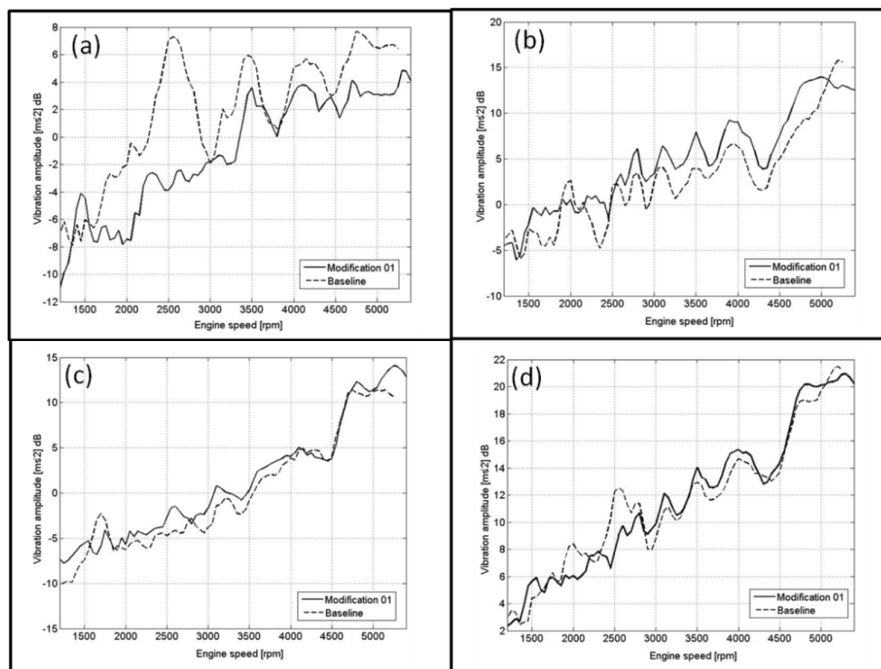 (a)
Vibration amplitude [ms2] dB
8
6
4
2
0
-2
-4
-6
-8
-10
-12
1500 2000 2500 3000 3500 4000 4500 5000
Engine speed [rpm]
Modification 01
Baseline
(b)
Vibration amplitude [ms2] dB
20
15
10
5
0
-5
-10
1500 2000 2500 3000 3500 4000 4500 5000
Engine speed [rpm]
Modification 01
Baseline
(c)
Vibration amplitude [ms2] dB
15
10
5
0
-5
-10
-15
1500 2000 2500 3000 3500 4000 4500 5000
Engine speed [rpm]
Modification 01
Baseline
(d)
Vibration amplitude [ms2] dB
22
20
18
16
14
12
10
8
6
4
2
1500 2000 2500 3000 3500 4000 4500 5000
Engine speed [rpm]
Modification 01
Baseline